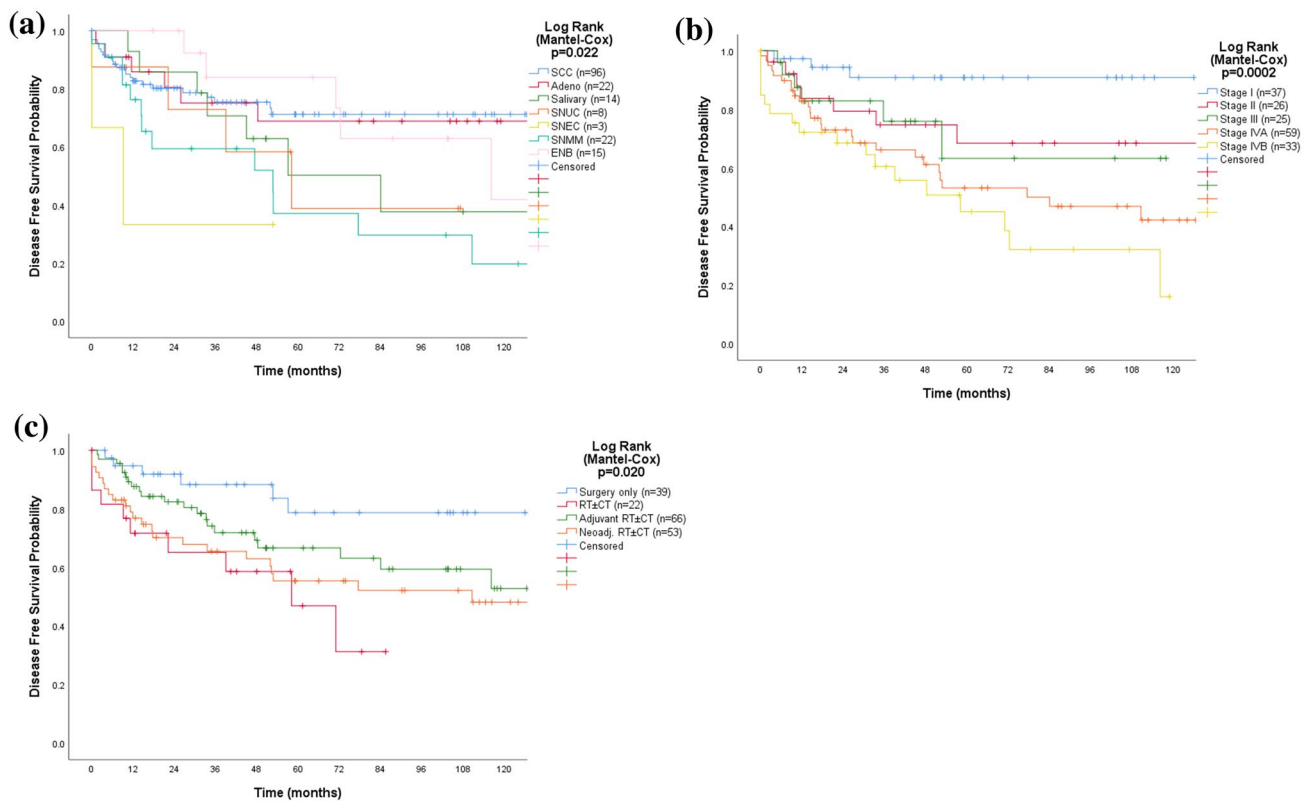 (a)
Log Rank
(Mantel-Cox)
p=0.022
SCC (n=96)
Adeno (n=22)
Salivary (n=14)
SNUC (n=8)
SNEC (n=3)
SNMM (n=22)
ENB (n=15)
Censored
Disease Free Survival Probability
1.0
0.8
0.6
0.4
0.2
0.0
0 12 24 36 48 60 72 84 96 108 120
Time (months)
(b)
Log Rank
(Mantel-Cox)
p=0.0002
Stage I (n=37)
Stage II (n=26)
Stage III (n=25)
Stage IVA (n=59)
Stage IVB (n=33)
Censored
Disease Free Survival Probability
1.0
0.8
0.6
0.4
0.2
0.0
0 12 24 36 48 60 72 84 96 108 120
Time (months)
(c)
Log Rank
(Mantel-Cox)
p=0.020
Surgery only (n=39)
RT±CT (n=22)
Adjuvant RT±CT (n=66)
Neoadj. RT±CT (n=53)
Censored
Disease Free Survival Probability
1.0
0.8
0.6
0.4
0.2
0.0
0 12 24 36 48 60 72 84 96 108 120
Time (months)